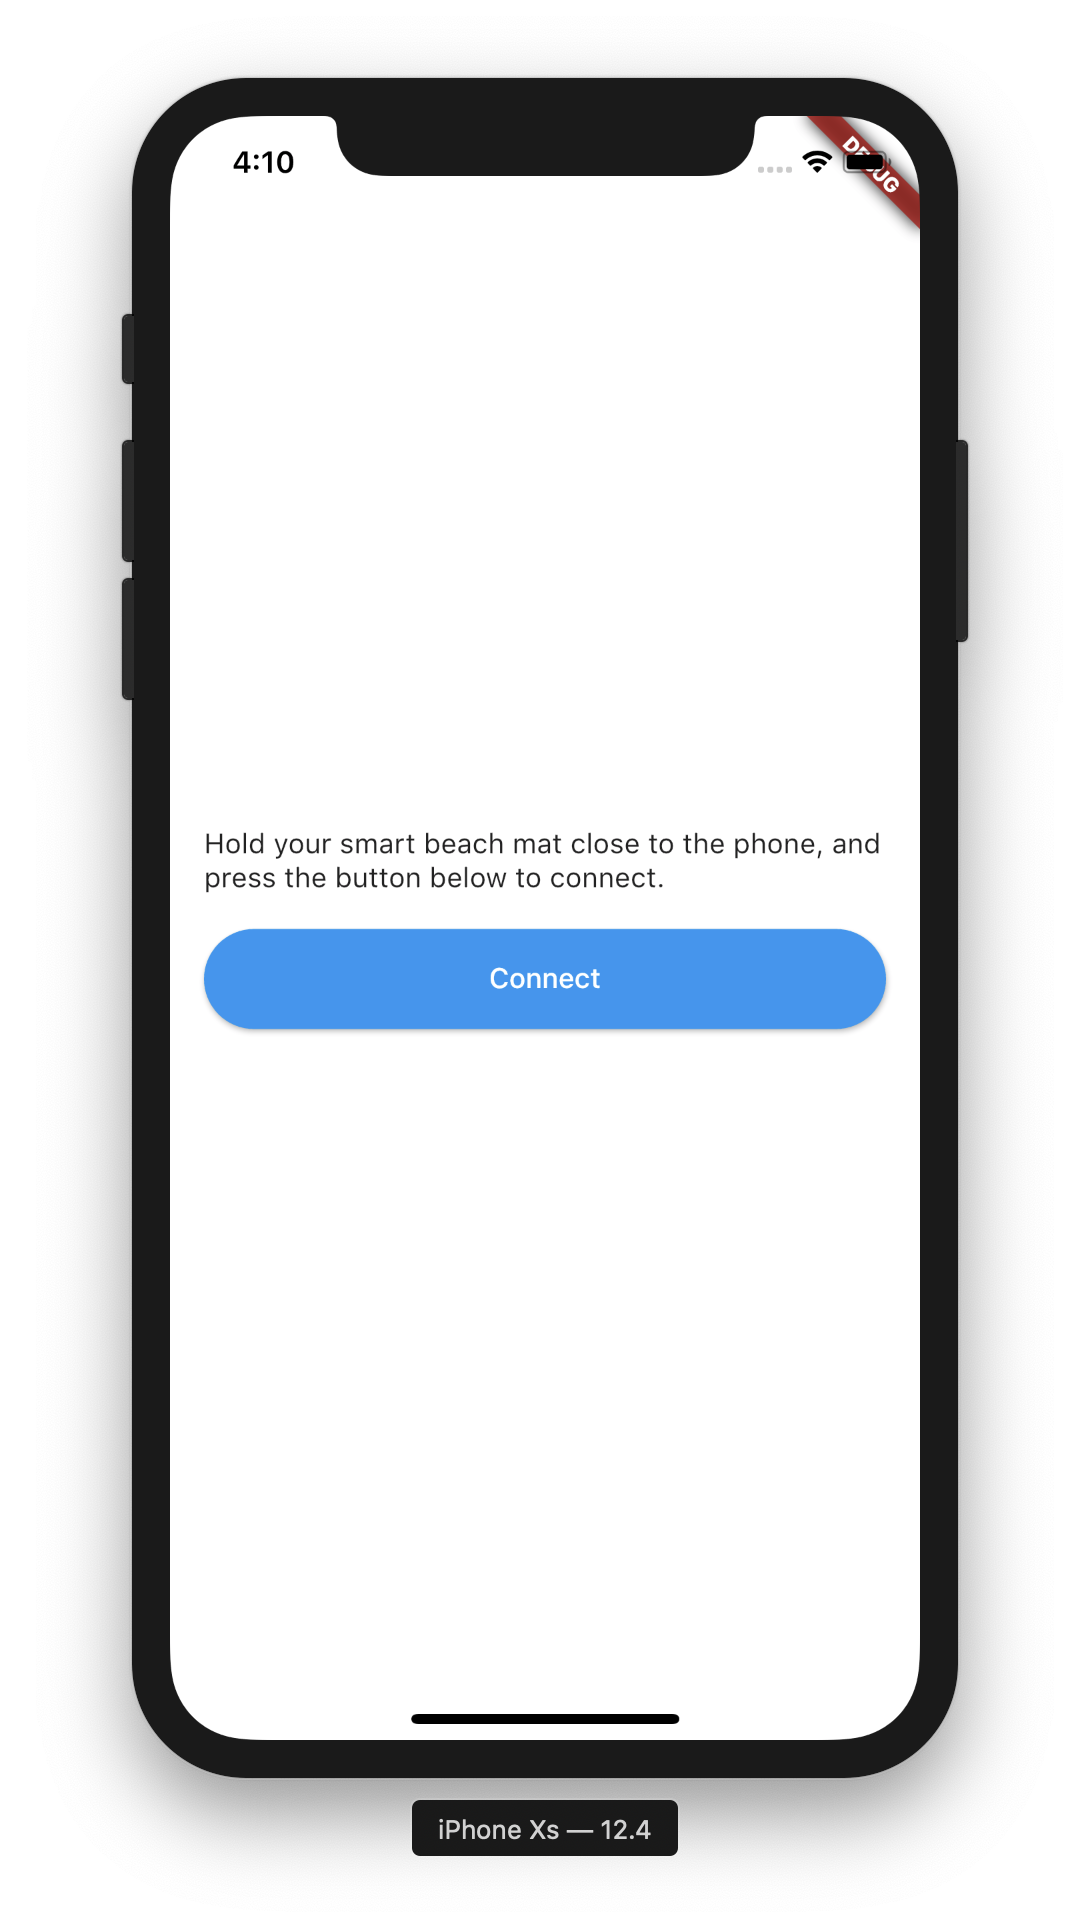 4:10
DEBUG
Hold your smart beach mat close to the phone, and
press the button below to connect.
Connect
iPhone Xs — 12.4